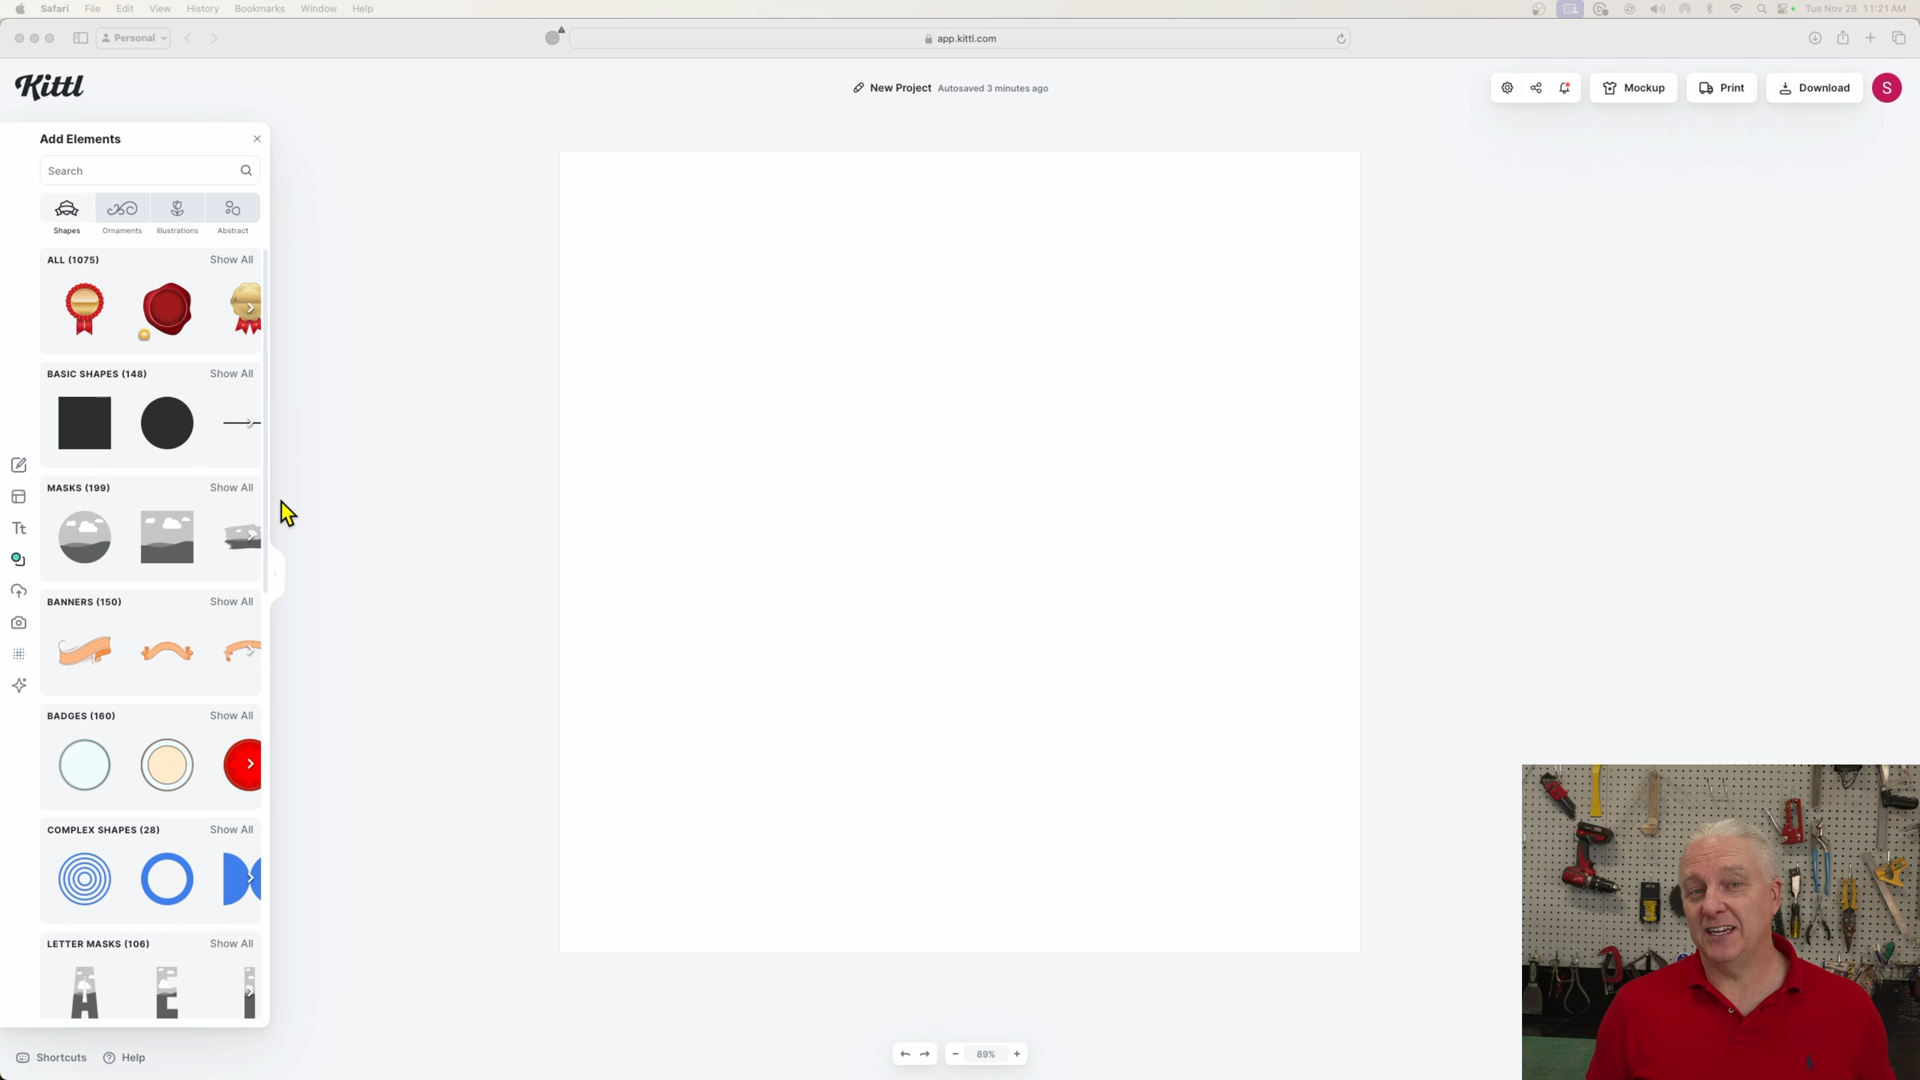 Safari File Edit View History Bookmarks Window Help Tue Nov 28 11:21 AM
Personal app.kittl.com
Kittl New Project Autosaved 3 minutes ago Mockup Print Download S
Add Elements
Search
Shapes Ornaments Illustrations Abstract
ALL (1075) Show All
BASIC SHAPES (148) Show All
MASKS (199) Show All
Tt
BANNERS (150) Show All
BADGES (160) Show All
COMPLEX SHAPES (28) Show All
LETTER MASKS (106) Show All
A E I
Shortcuts Help 89%